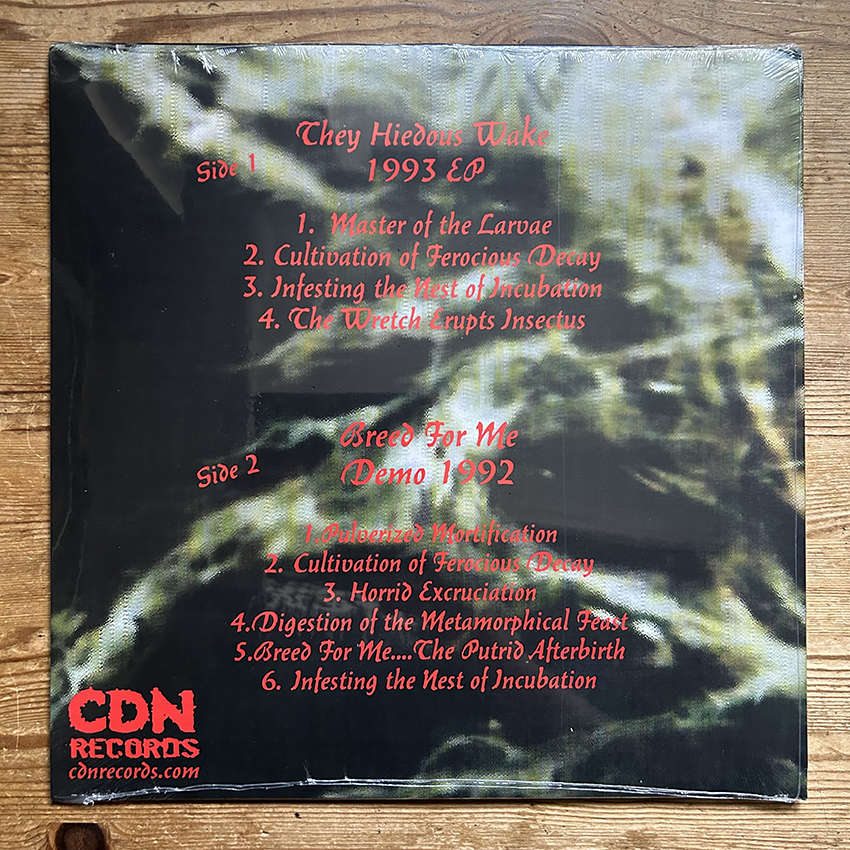 They Hiedous Wake
Side 1
1993 EP
1. Master of the Larvae
2. Cultivation of Ferocious Decay
3. Infesting the Nest of Incubation
4. The Wretch Erupts Insectus
Breed For Me
Side 2
Demo 1992
1.Pulverized Mortification
2. Cultivation of Ferocious Decay
3. Horrid Excruciation
4.Digestion of the Metamorphical Feast
5.Breed For Me....The Putrid Afterbirth
6. Infesting the Nest of Incubation
CDN
RECORDS
cdnrecords.com